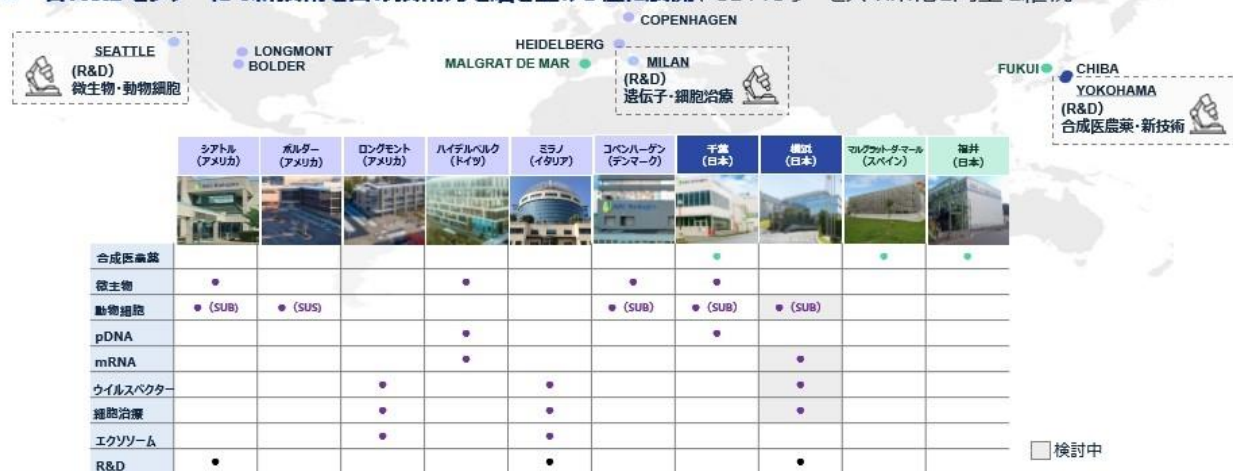 COPENHAGEN
SEATTLE
(R&D)
微生物・動物細胞
LONGMONT
BOLDER
HEIDELBERG
MALGRAT DE MAR
MILAN
(R&D)
遺伝子・細胞治療
FUKUI
CHIBA
YOKOHAMA
(R&D)
合成医農薬・新技術
シアトル
(アメリカ)
ボルダー
(アメリカ)
ロングモント
(アメリカ)
ハイデルベルク
(ドイツ)
ミラノ
(イタリア)
コペンハーゲン
(デンマーク)
千葉
(日本)
横浜
(日本)
マルグラット・ダ・マール
(スペイン)
福井
(日本)
合成医農薬
微生物
動物細胞
(SUB)
(SUS)
(SUB)
(SUB)
(SUB)
pDNA
mRNA
ウイルスベクター
細胞治療
エクソソーム
R&D
検討中